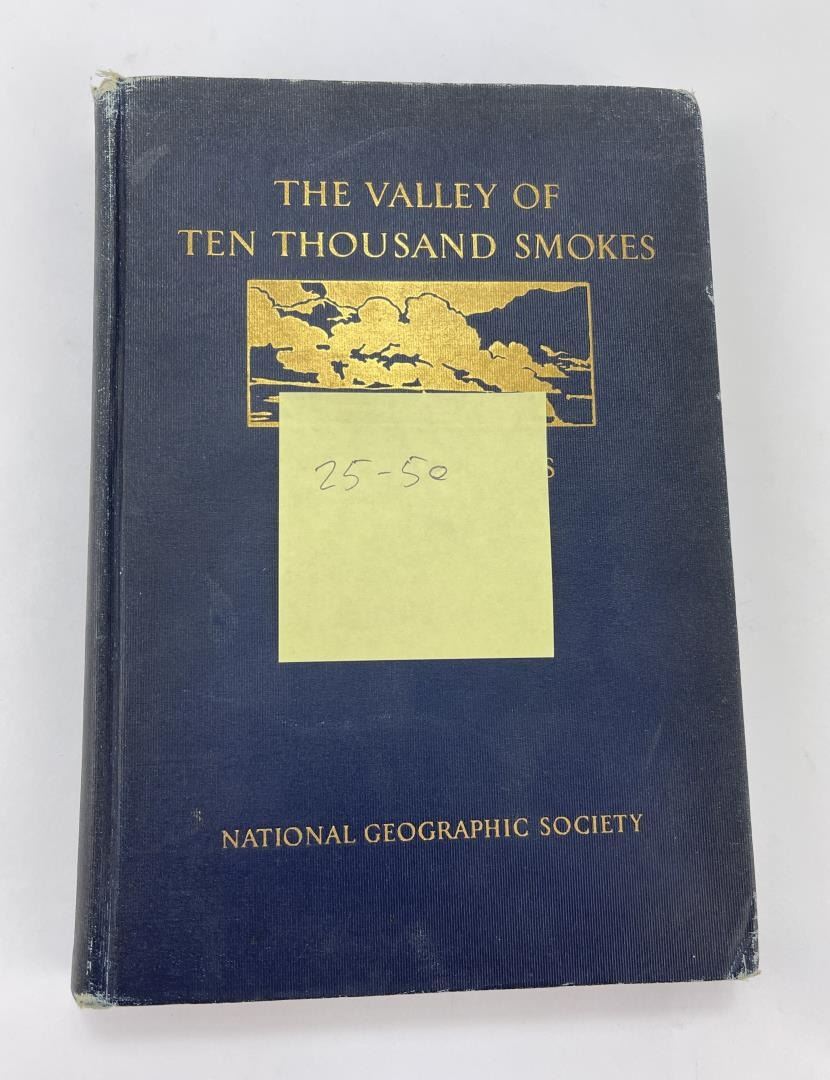 THE VALLEY OF
TEN THOUSAND SMOKES
25-50
S
NATIONAL GEOGRAPHIC SOCIETY